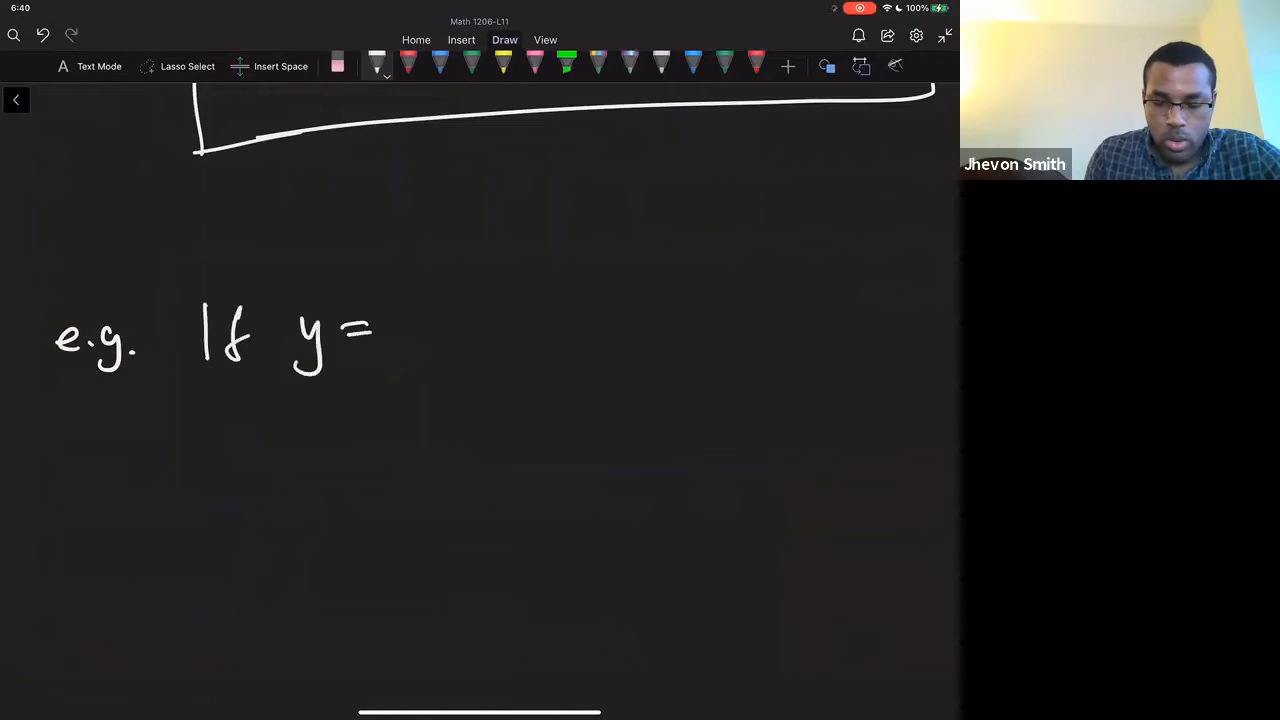 6:40
100%
Math 1206-L11
Home Insert Draw View
Text Mode Lasso Select Insert Space
Jhevon Smith
e.g. If y =